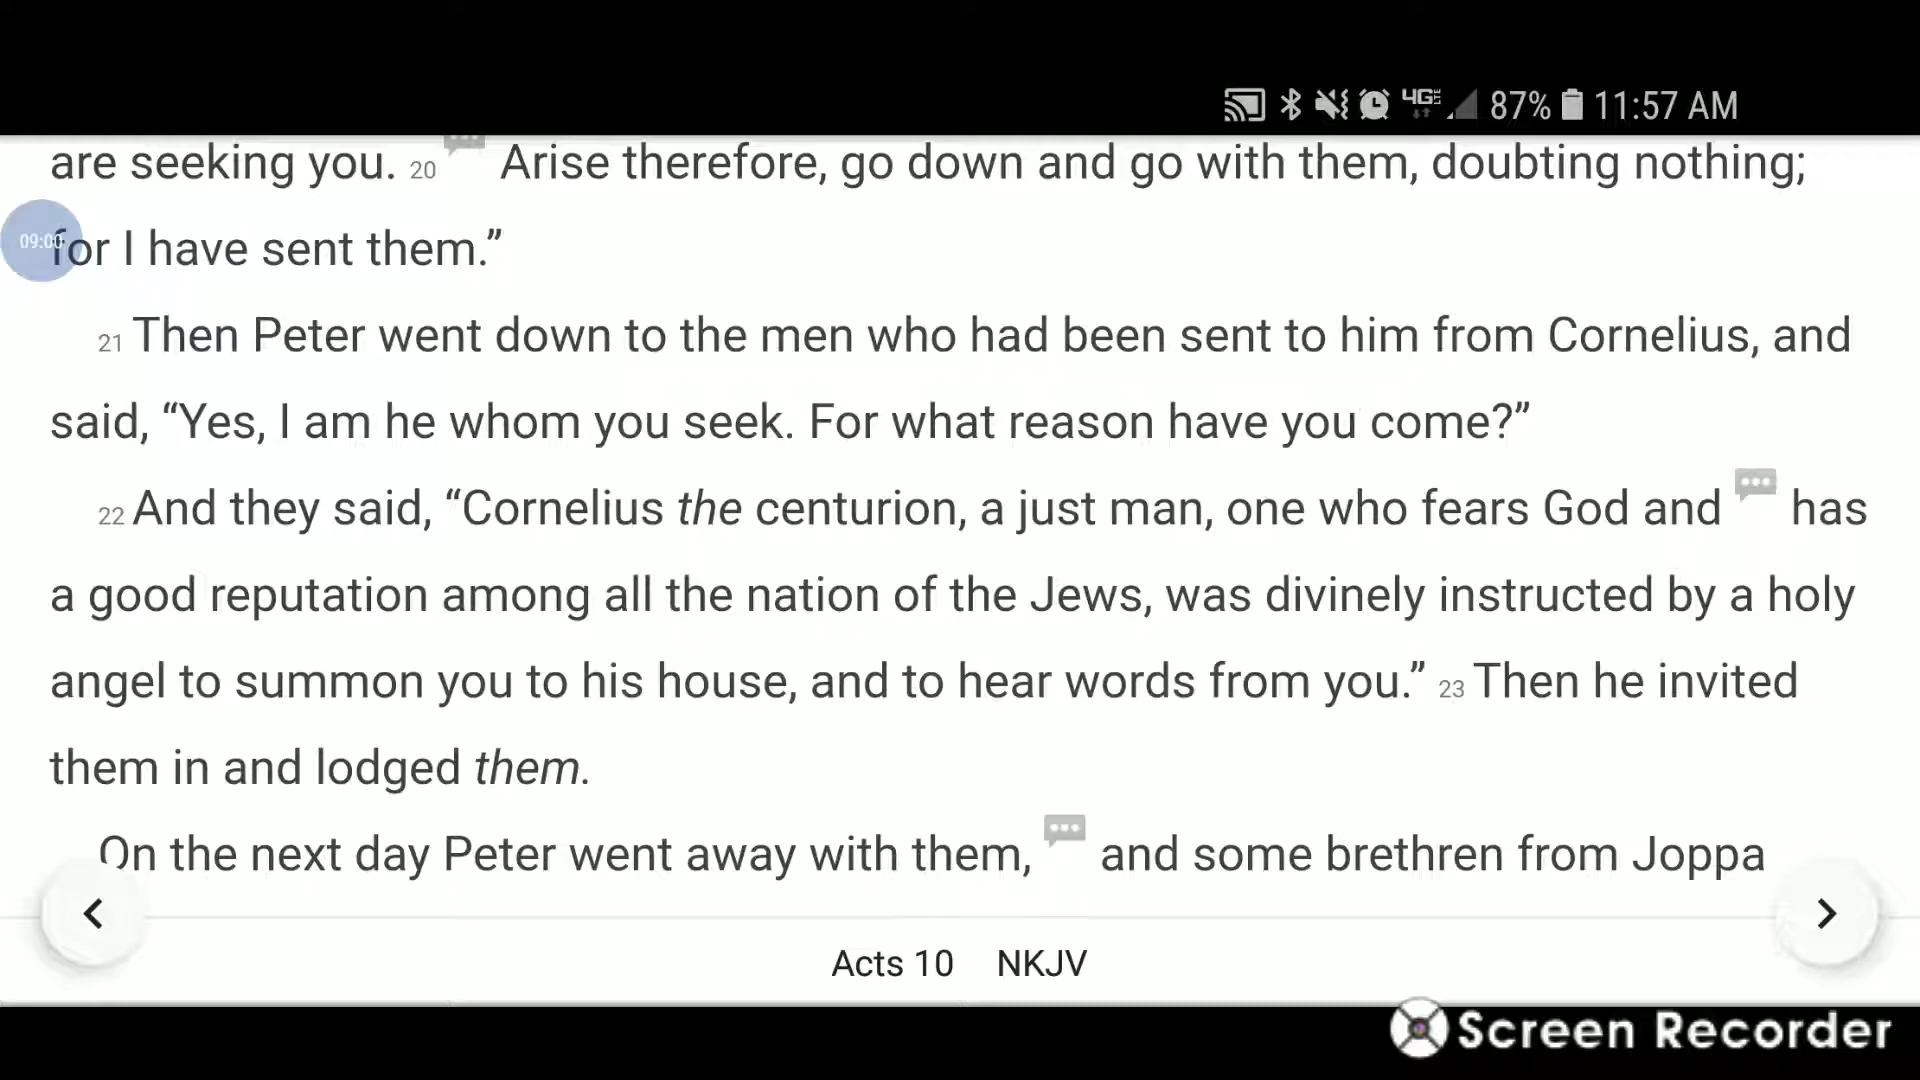 4G LTE 87% 11:57 AM
are seeking you. 20 Arise therefore, go down and go with them, doubting nothing;
09:00
for I have sent them.”
21 Then Peter went down to the men who had been sent to him from Cornelius, and
said, “Yes, I am he whom you seek. For what reason have you come?”
22 And they said, “Cornelius the centurion, a just man, one who fears God and has
a good reputation among all the nation of the Jews, was divinely instructed by a holy
angel to summon you to his house, and to hear words from you.” 23 Then he invited
them in and lodged them.
On the next day Peter went away with them, and some brethren from Joppa
Acts 10 NKJV
Screen Recorder